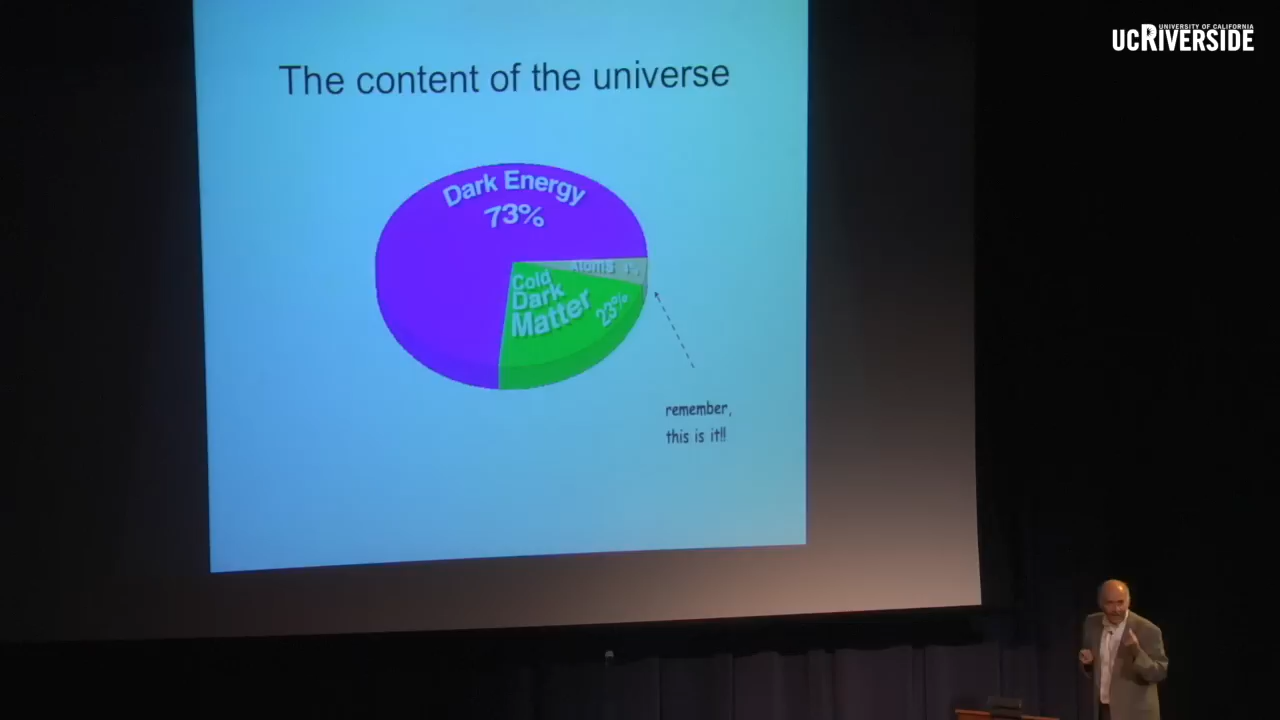 UNIVERSITY OF CALIFORNIA
UCRIVERSIDE
The content of the universe
Dark Energy
73%
Atoms
Cold
Dark
Matter
23%
remember,
this is it!!